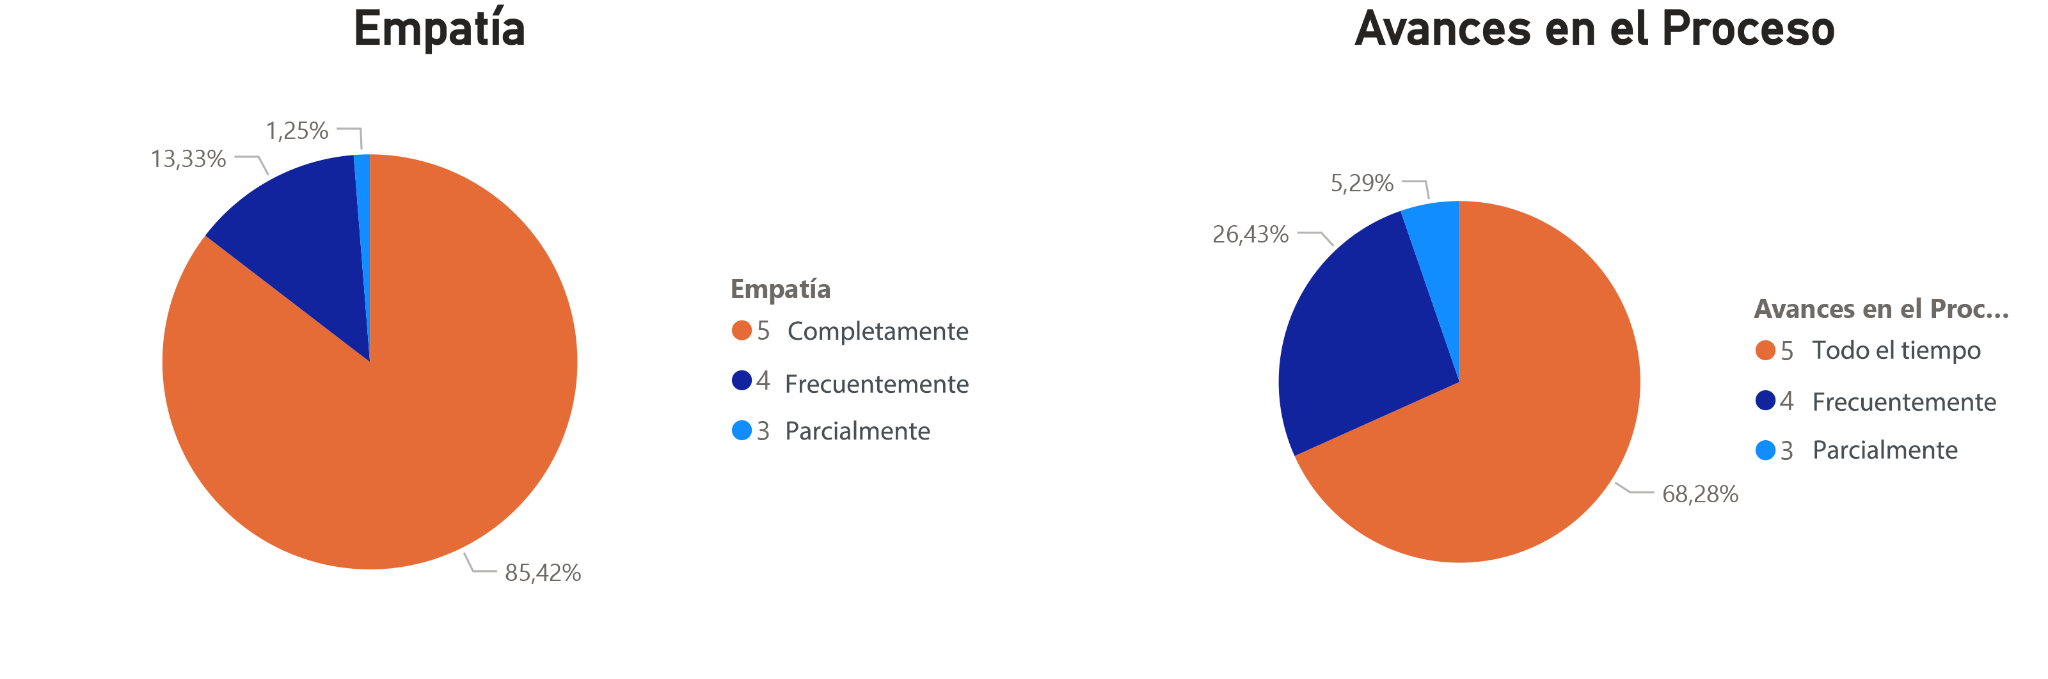 Empatía
1,25%
13,33%
85,42%
Empatía
5 Completamente
4 Frecuentemente
3 Parcialmente
Avances en el Proceso
5,29%
26,43%
68,28%
Avances en el Proc...
5 Todo el tiempo
4 Frecuentemente
3 Parcialmente